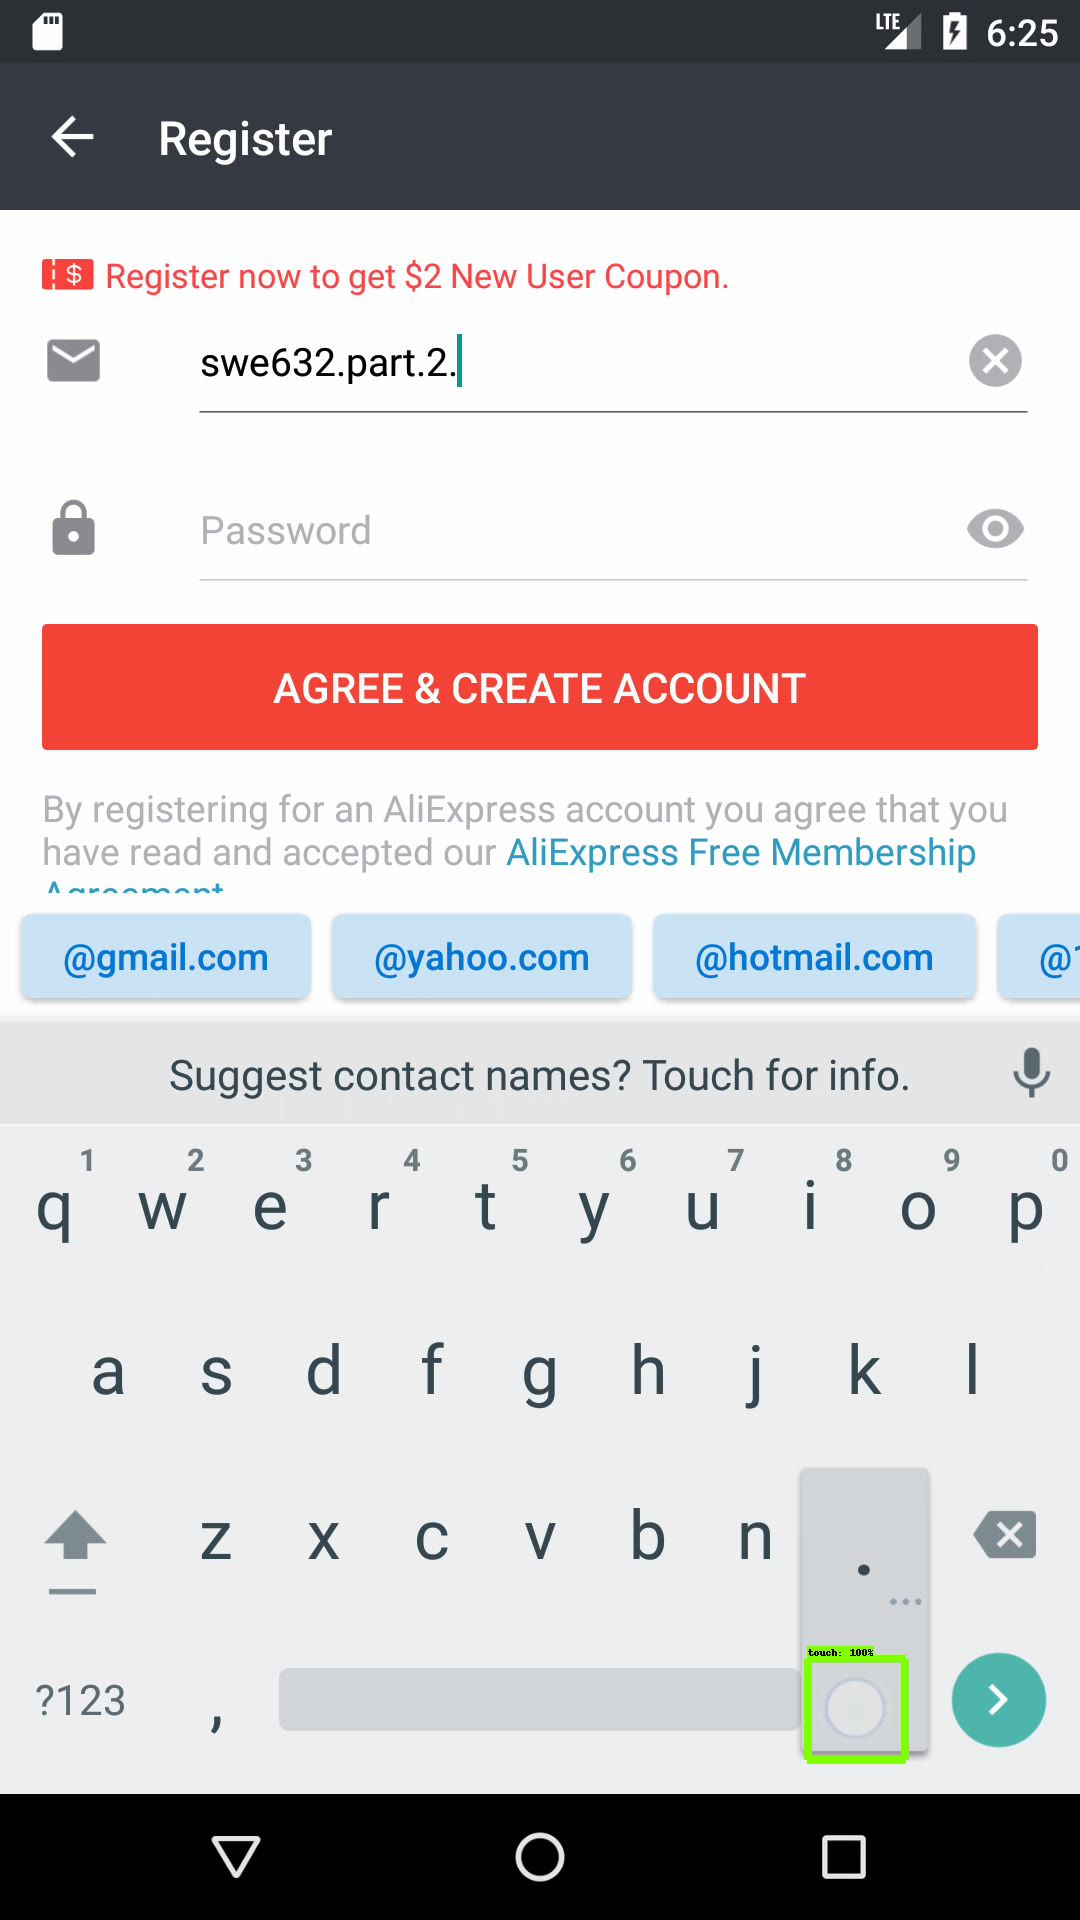 LTE 6:25
Register
$ Register now to get $2 New User Coupon.
swe632.part.2.
Password
AGREE & CREATE ACCOUNT
By registering for an AliExpress account you agree that you
have read and accepted our AliExpress Free Membership
Agreement
@gmail.com @yahoo.com @hotmail.com @1
Suggest contact names? Touch for info.
1 2 3 4 5 6 7 8 9 0
q w e r t y u i o p
a s d f g h j k l
z x c v b n .
touch: 100%
?123 ,